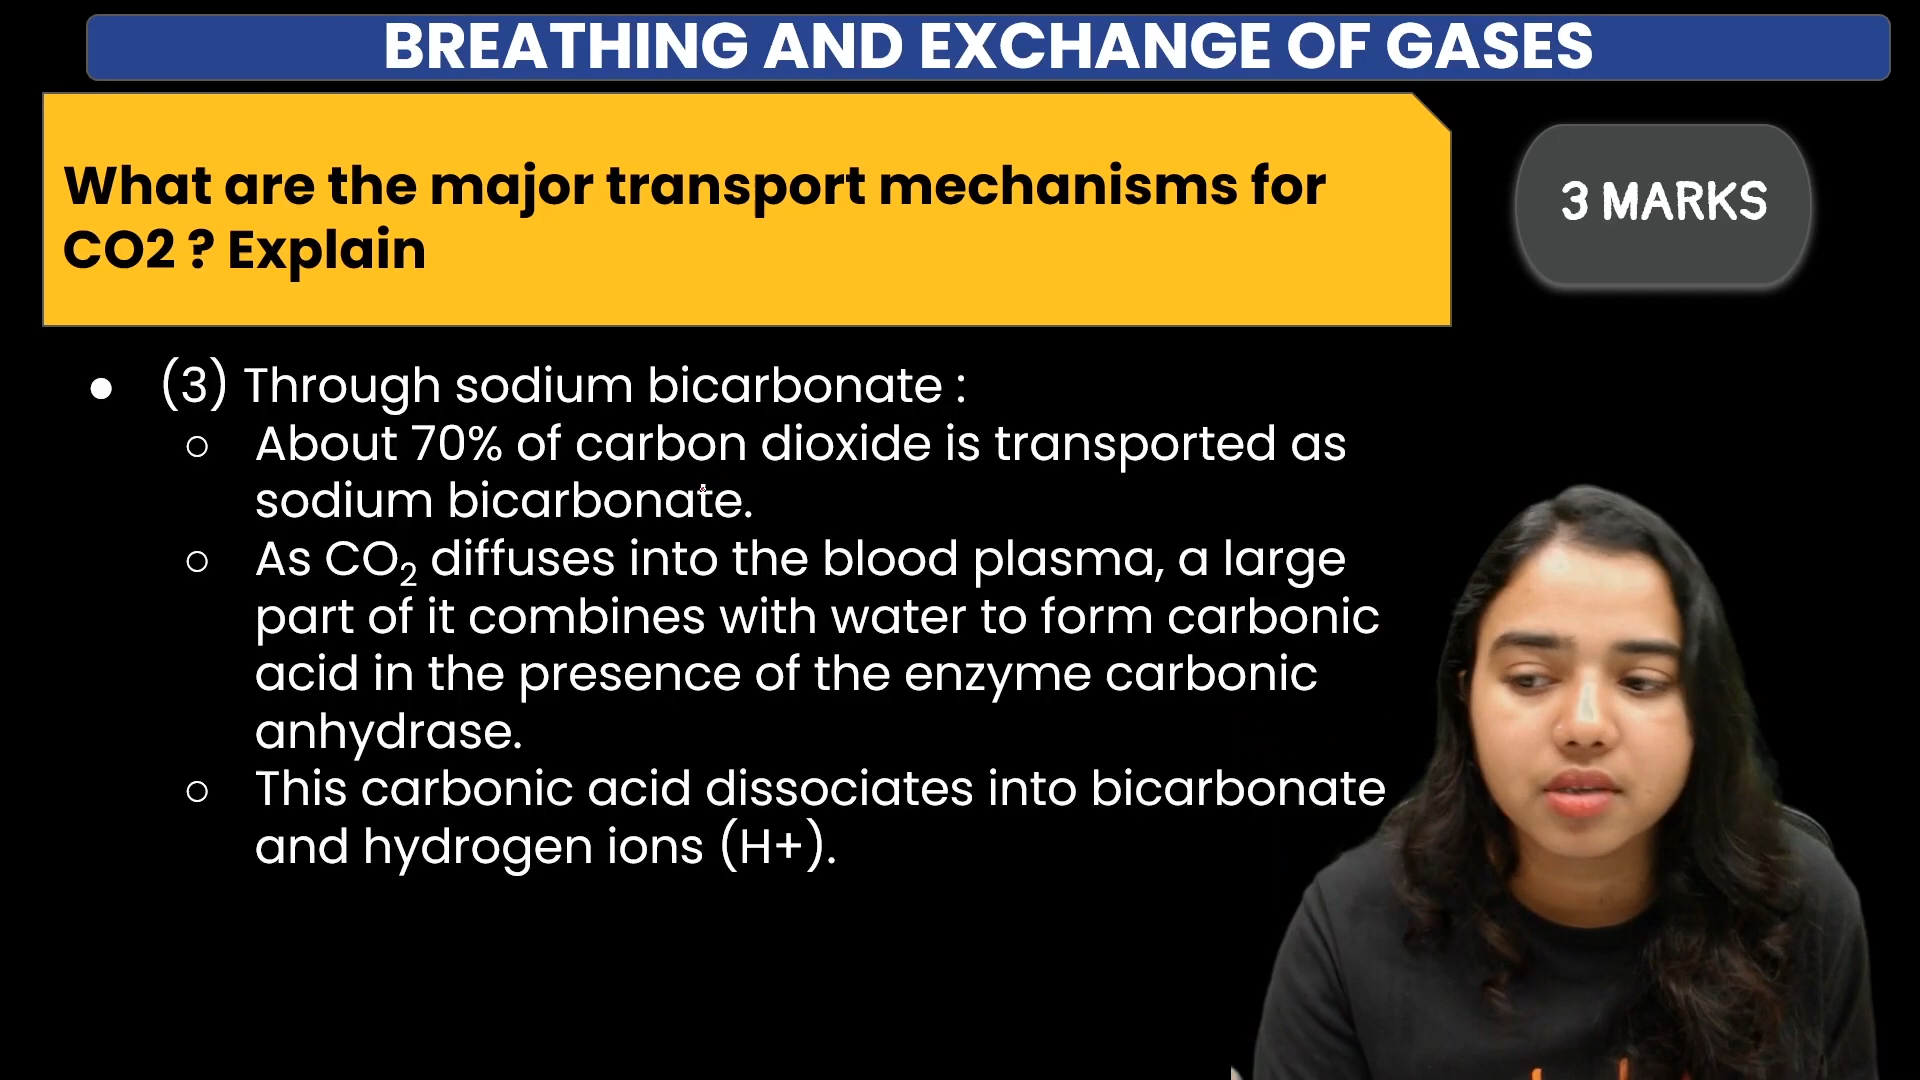 BREATHING AND EXCHANGE OF GASES
What are the major transport mechanisms for
CO2 ? Explain
3 MARKS
● (3) Through sodium bicarbonate :
○ About 70% of carbon dioxide is transported as
sodium bicarbonate.
○ As CO₂ diffuses into the blood plasma, a large
part of it combines with water to form carbonic
acid in the presence of the enzyme carbonic
anhydrase.
○ This carbonic acid dissociates into bicarbonate
and hydrogen ions (H+).